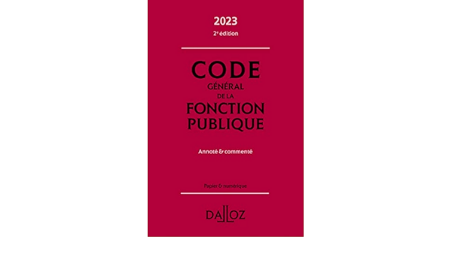 2023
2e édition
CODE
GÉNÉRAL
DE LA
FONCTION
PUBLIQUE
Annoté & commenté
DALLOZ